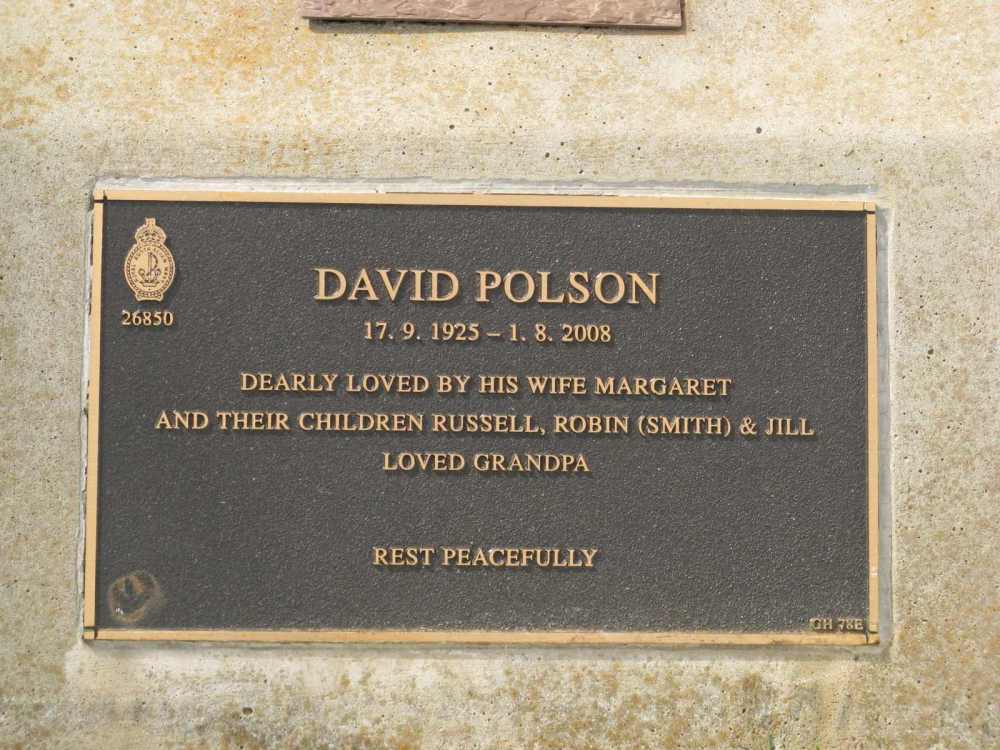 26850
DAVID POLSON
17. 9. 1925 – 1. 8. 2008
DEARLY LOVED BY HIS WIFE MARGARET
AND THEIR CHILDREN RUSSELL, ROBIN (SMITH) & JILL
LOVED GRANDPA
REST PEACEFULLY
GH 78E